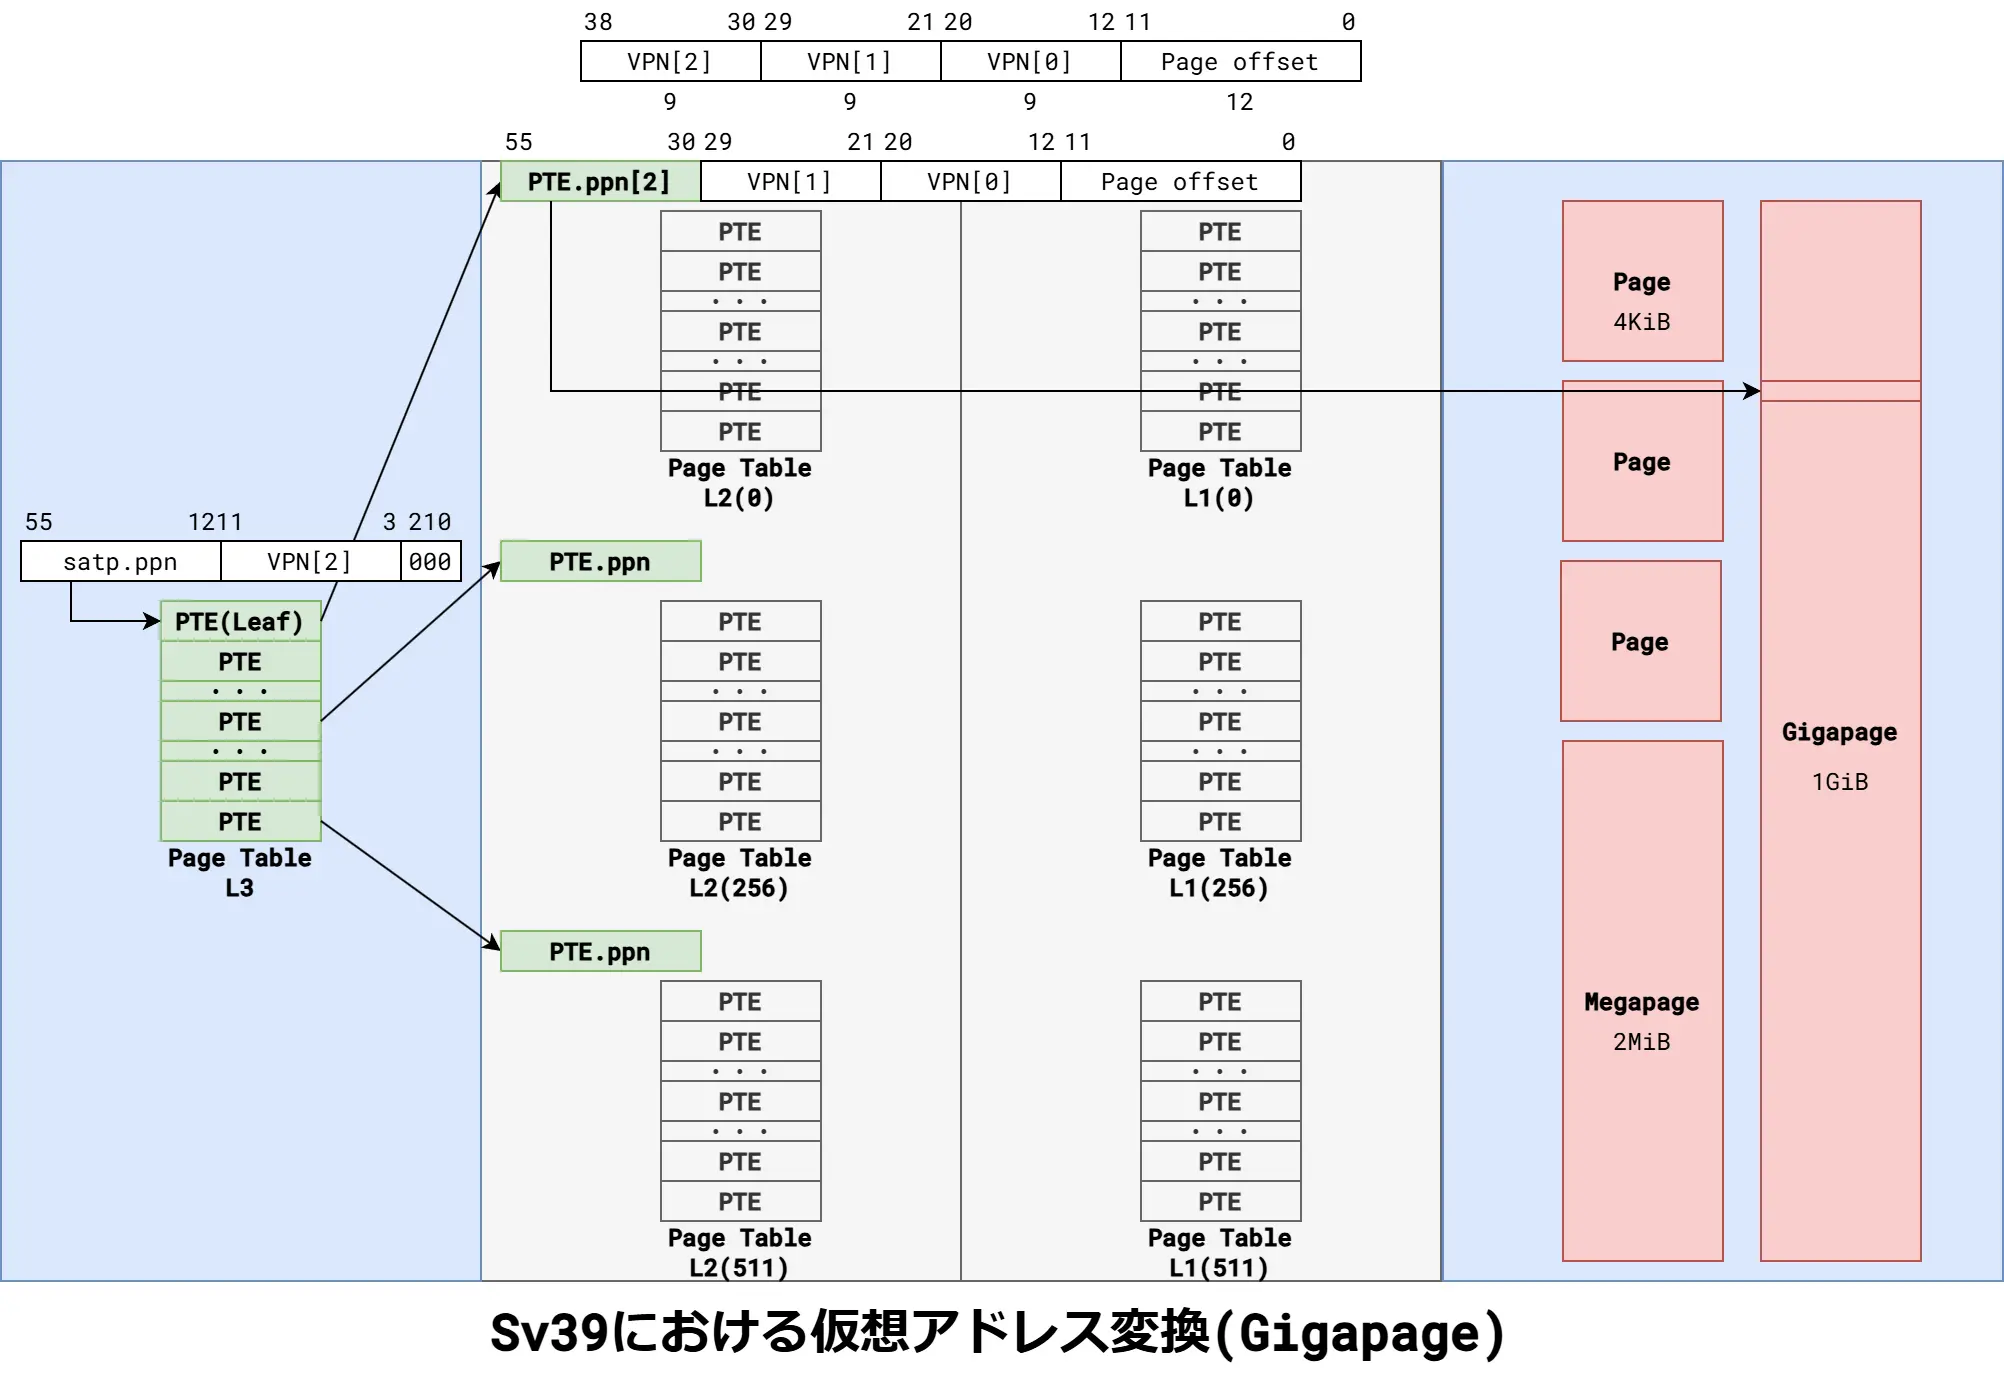 38 30 29 21 20 12 11 0
VPN[2] VPN[1] VPN[0] Page offset
9 9 9 12
55 30 29 21 20 12 11 0
PTE.ppn[2] VPN[1] VPN[0] Page offset
55 1211 3 210
satp.ppn VPN[2] 000
PTE(Leaf)
PTE
. . .
PTE
. . .
PTE
PTE
Page Table
L3
PTE
PTE
. . .
PTE
. . .
PTE
PTE
Page Table
L2(0)
PTE
PTE
. . .
PTE
. . .
PTE
PTE
Page Table
L1(0)
PTE.ppn
PTE
PTE
. . .
PTE
. . .
PTE
PTE
Page Table
L2(256)
PTE
PTE
. . .
PTE
. . .
PTE
PTE
Page Table
L1(256)
PTE.ppn
PTE
PTE
. . .
PTE
. . .
PTE
PTE
Page Table
L2(511)
PTE
PTE
. . .
PTE
. . .
PTE
PTE
Page Table
L1(511)
Page
4KiB
Page
Page
Megapage
2MiB
Gigapage
1GiB
Sv39における仮想アドレス変換(Gigapage)